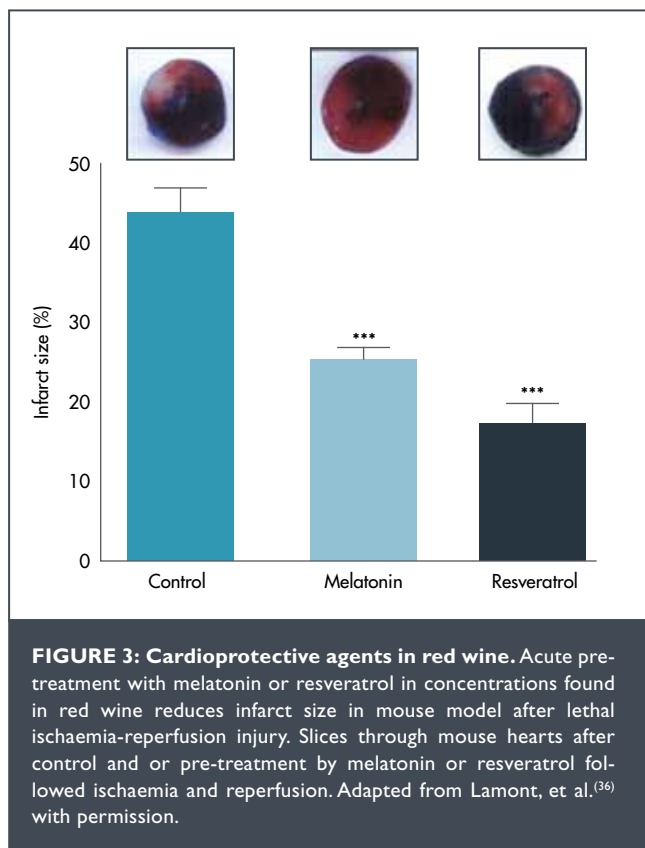 50
40
30
20
10
0
Infarct size (%)
***
***
Control
Melatonin
Resveratrol
FIGURE 3: Cardioprotective agents in red wine. Acute pre-
treatment with melatonin or resveratrol in concentrations found
in red wine reduces infarct size in mouse model after lethal
ischaemia-reperfusion injury. Slices through mouse hearts after
control and or pre-treatment by melatonin or resveratrol fol-
lowed ischaemia and reperfusion. Adapted from Lamont, et al.(36)
with permission.